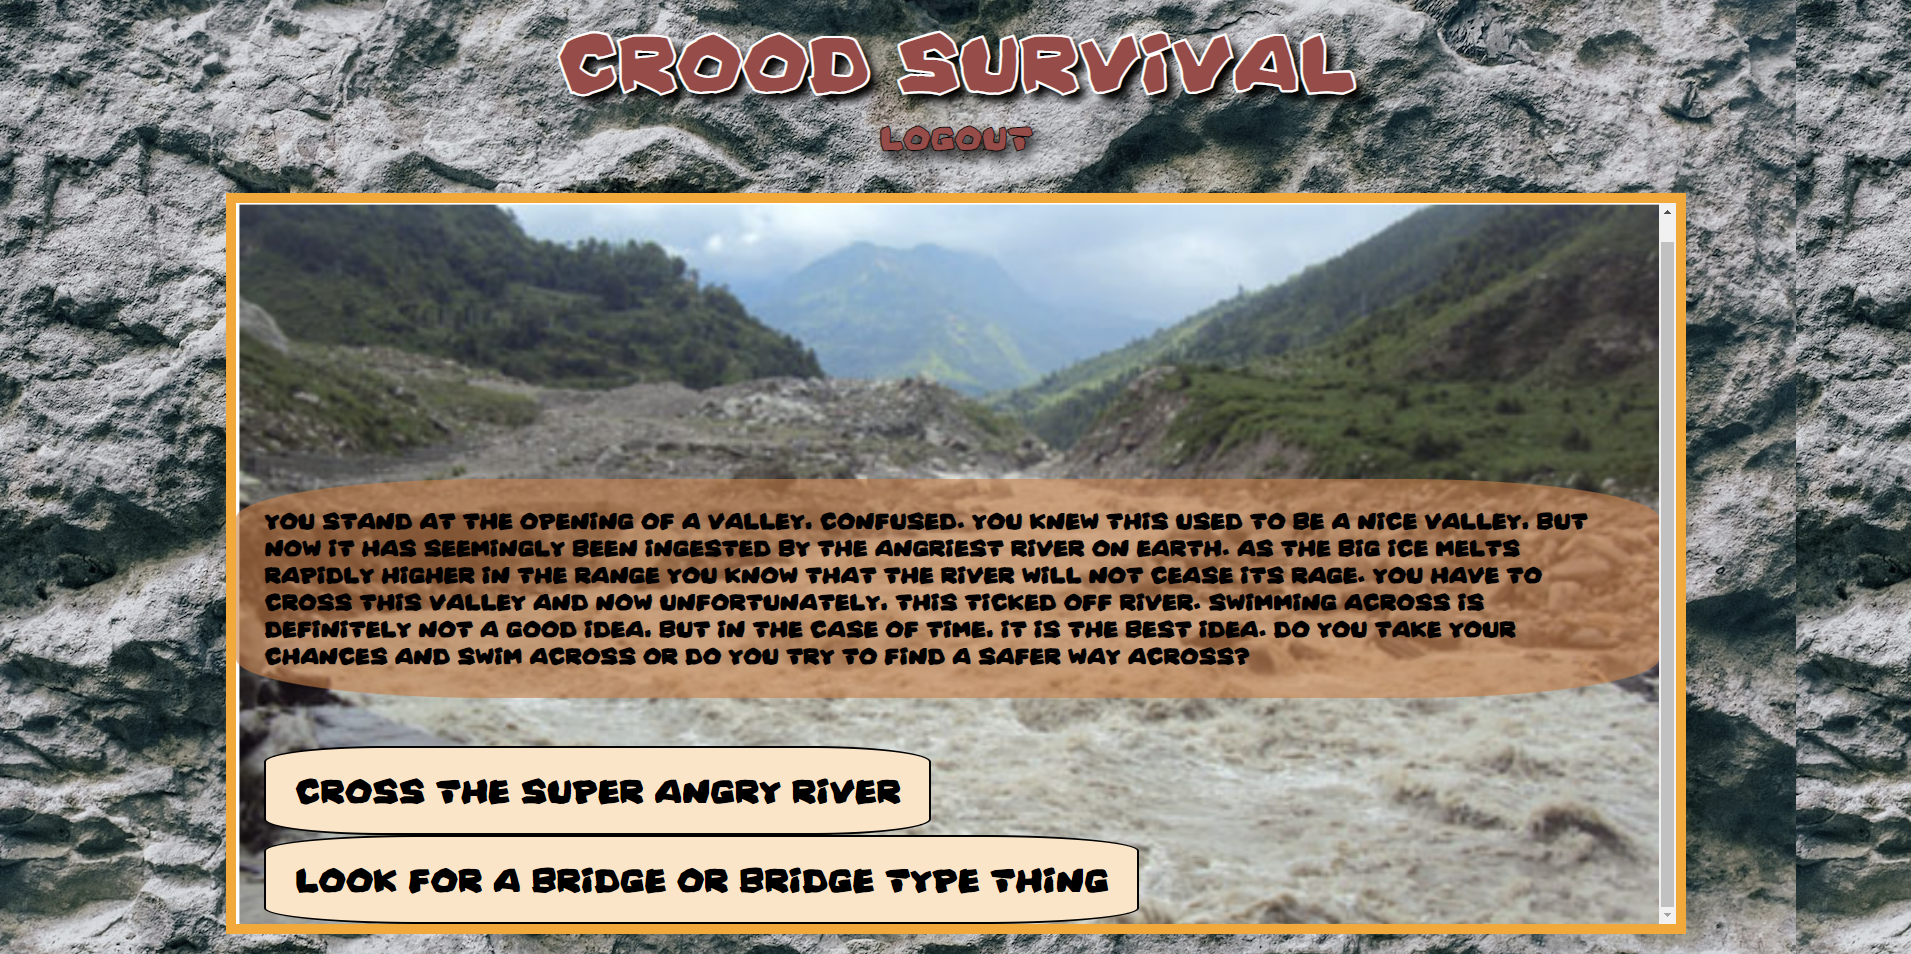 CROOD SURViVAL
LOGOUT
YOU STAND AT THE OPENiNG OF A VALLEY, CONFUSED. YOU KNEW THiS USED TO BE A NiCE VALLEY, BUT
NOW iT HAS SEEMiNGLY BEEN iNGESTED BY THE ANGRiEST RiVER ON EARTH. AS THE BiG iCE MELTS
RAPiDLY HiGHER iN THE RANGE YOU KNOW THAT THE RiVER WiLL NOT CEASE iTS RAGE. YOU HAVE TO
CROSS THiS VALLEY AND NOW UNFORTUNATELY, THiS TiCKED OFF RiVER. SWiMMiNG ACROSS iS
DEFiNiTELY NOT A GOOD iDEA, BUT iN THE CASE OF TiME, iT iS THE BEST iDEA. DO YOU TAKE YOUR
CHANCES AND SWiM ACROSS OR DO YOU TRY TO FiND A SAFER WAY ACROSS?
CROSS THE SUPER ANGRY RiVER
LOOK FOR A BRiDGE OR BRiDGE TYPE THiNG